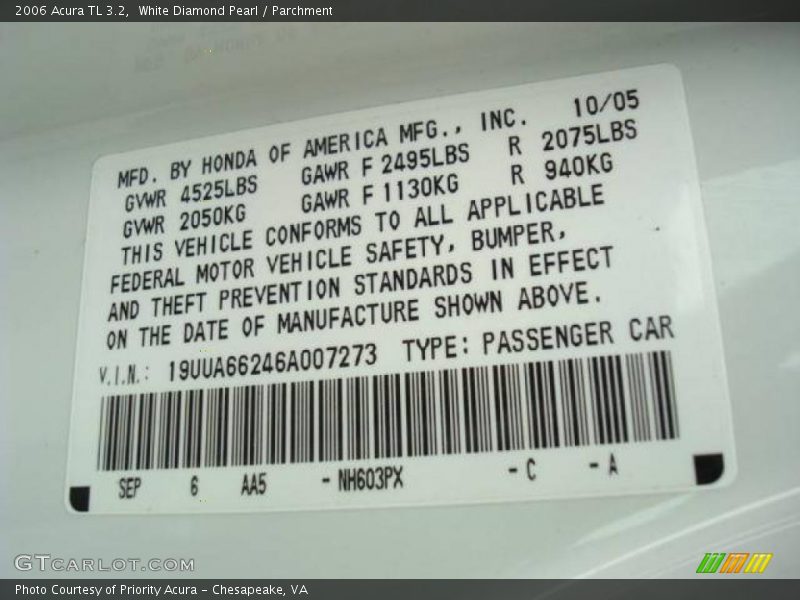 2006 Acura TL 3.2,  White Diamond Pearl / Parchment
MFD. BY HONDA OF AMERICA MFG., INC. 10/05
GVWR 4525LBS GAWR F 2495LBS R 2075LBS
GVWR 2050KG GAWR F 1130KG R 940KG
THIS VEHICLE CONFORMS TO ALL APPLICABLE
FEDERAL MOTOR VEHICLE SAFETY, BUMPER,
AND THEFT PREVENTION STANDARDS IN EFFECT
ON THE DATE OF MANUFACTURE SHOWN ABOVE.
V.I.N.: 19UUA66246A007273 TYPE: PASSENGER CAR
SEP 6 AA5 - NH603PX - C - A
GTCARLOT.COM
Photo Courtesy of Priority Acura – Chesapeake, VA